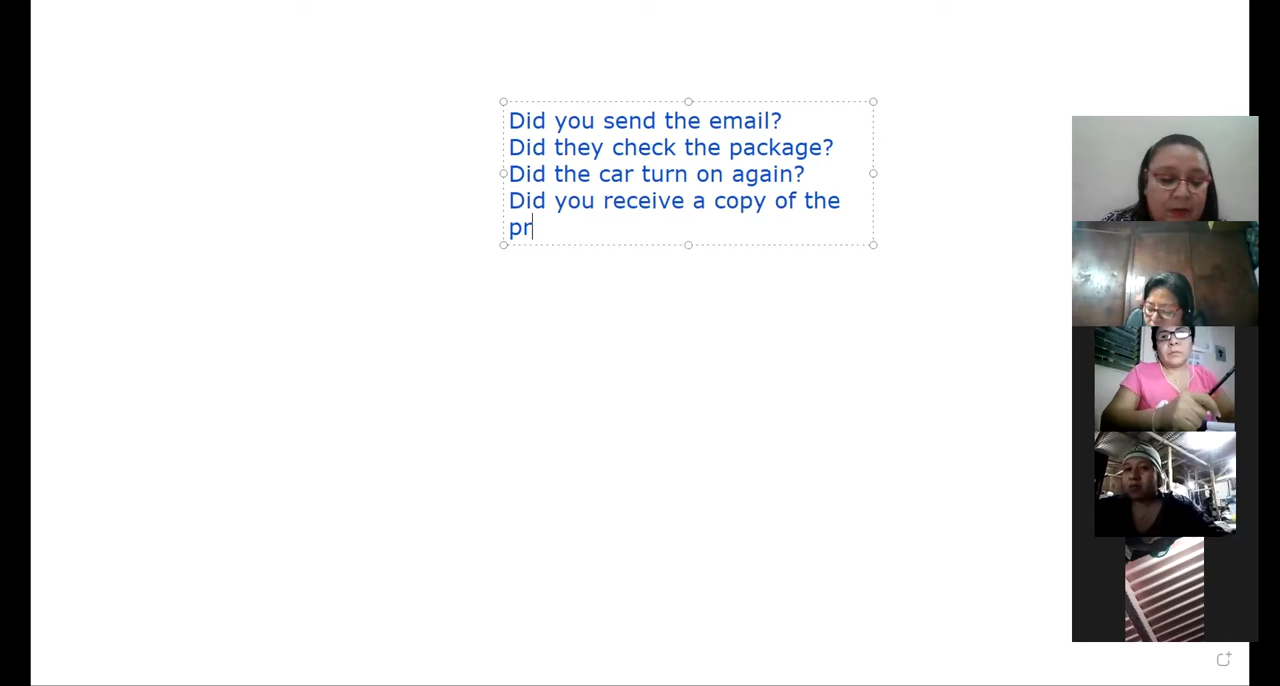 Did you send the email?
Did they check the package?
Did the car turn on again?
Did you receive a copy of the
pr